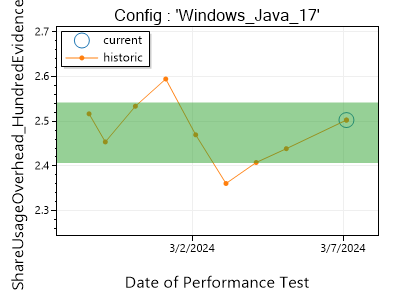 Config : 'Windows_Java_17'
ShareUsageOverhead_HundredEvidence
2.7
2.6
2.5
2.4
2.3
current
historic
3/2/2024
3/7/2024
Date of Performance Test